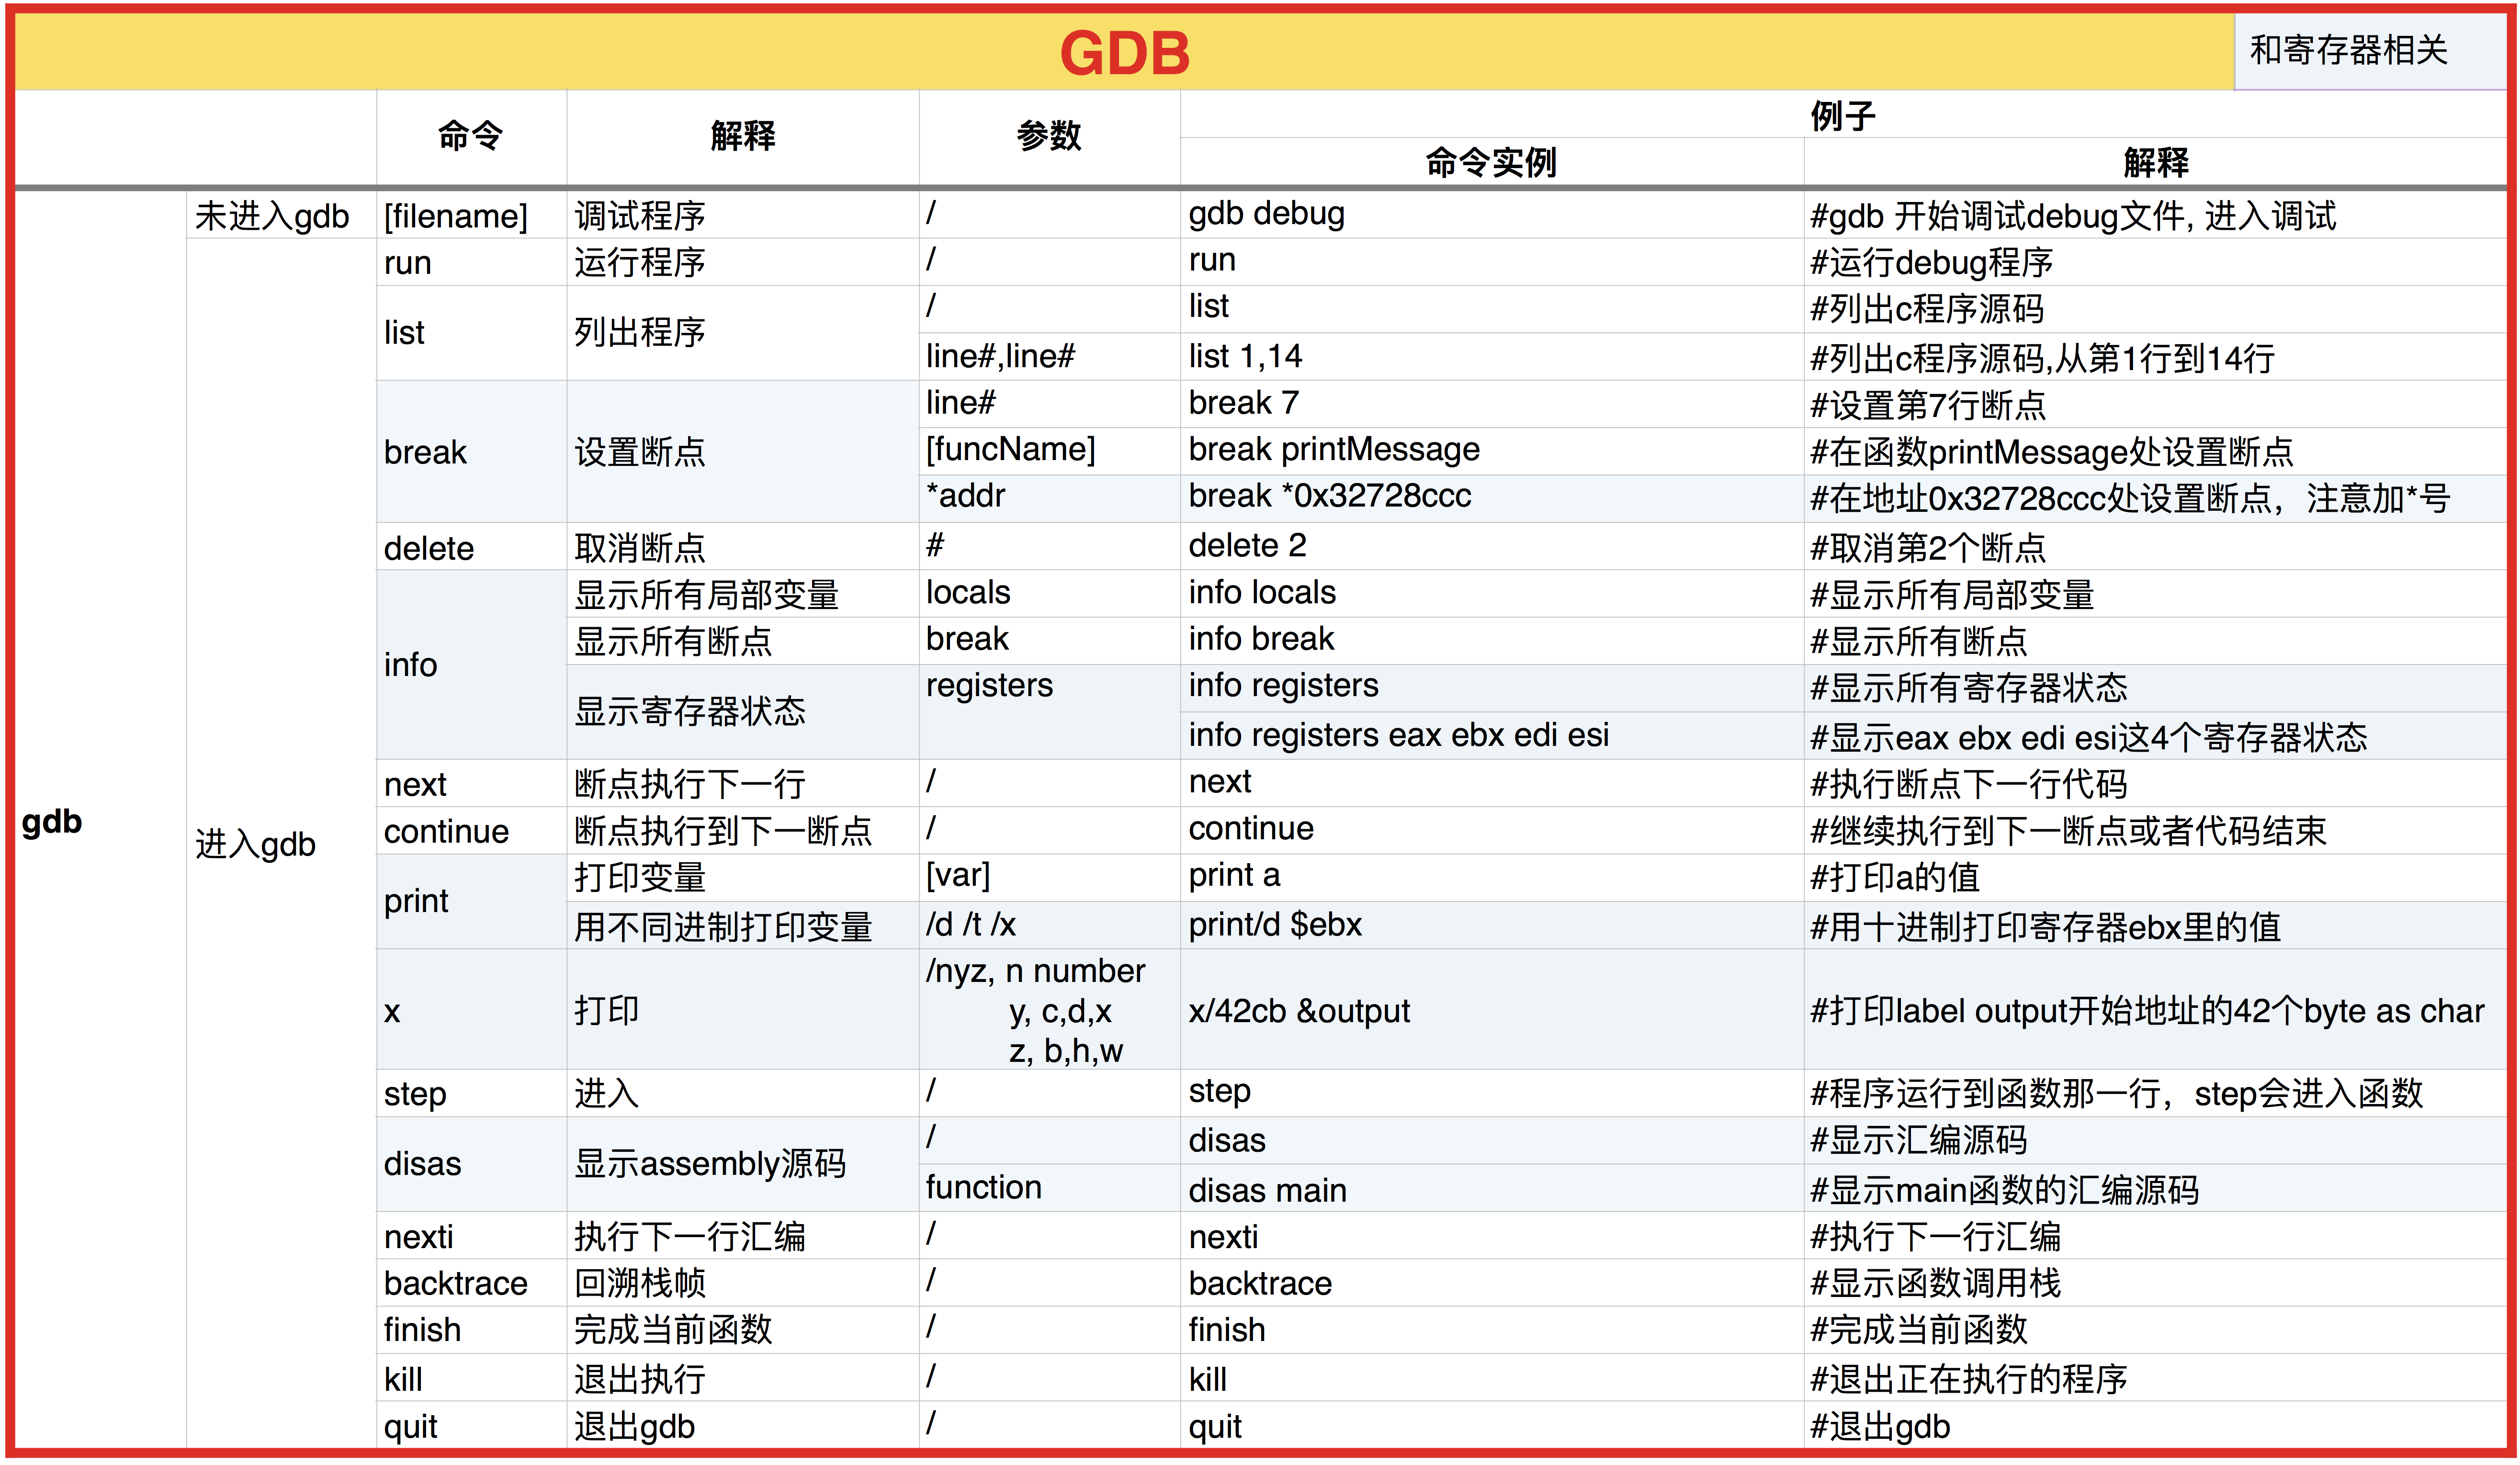 GDB
和寄存器相关
命令 解释 参数 例子
命令实例 解释
未进入gdb [filename] 调试程序 / gdb debug #gdb 开始调试debug文件, 进入调试
run 运行程序 / run #运行debug程序
list 列出程序 / list #列出c程序源码
line#,line# list 1,14 #列出c程序源码,从第1行到14行
break 设置断点 line# break 7 #设置第7行断点
[funcName] break printMessage #在函数printMessage处设置断点
*addr break *0x32728ccc #在地址0x32728ccc处设置断点，注意加*号
delete 取消断点 # delete 2 #取消第2个断点
info 显示所有局部变量 locals info locals #显示所有局部变量
显示所有断点 break info break #显示所有断点
显示寄存器状态 registers info registers #显示所有寄存器状态
info registers eax ebx edi esi #显示eax ebx edi esi这4个寄存器状态
next 断点执行下一行 / next #执行断点下一行代码
gdb 进入gdb continue 断点执行到下一断点 / continue #继续执行到下一断点或者代码结束
print 打印变量 [var] print a #打印a的值
用不同进制打印变量 /d /t /x print/d $ebx #用十进制打印寄存器ebx里的值
x 打印 /nyz, n number
y, c,d,x x/42cb &output #打印label output开始地址的42个byte as char
z, b,h,w
step 进入 / step #程序运行到函数那一行，step会进入函数
disas 显示assembly源码 / disas #显示汇编源码
function disas main #显示main函数的汇编源码
nexti 执行下一行汇编 / nexti #执行下一行汇编
backtrace 回溯栈帧 / backtrace #显示函数调用栈
finish 完成当前函数 / finish #完成当前函数
kill 退出执行 / kill #退出正在执行的程序
quit 退出gdb / quit #退出gdb